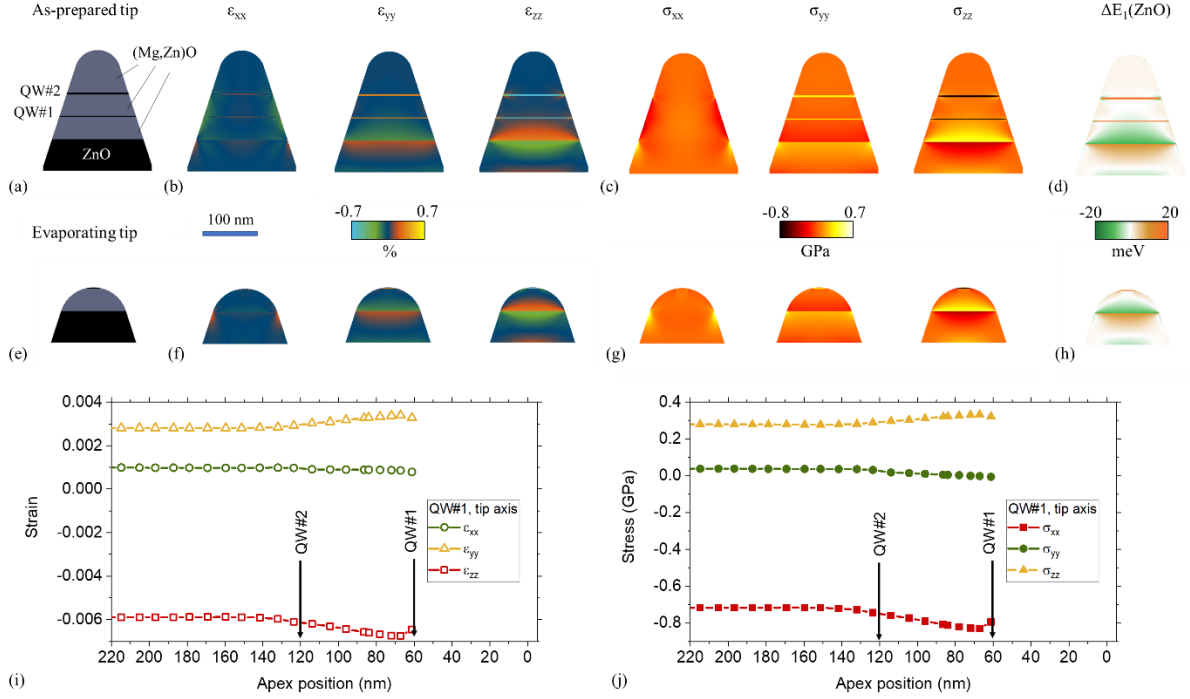 As-prepared tip
εxx
εyy
εzz
σxx
σyy
σzz
ΔE1(ZnO)
(Mg,Zn)O
QW#2
QW#1
ZnO
(a)
(b)
(c)
(d)
Evaporating tip
100 nm
-0.7
0.7
%
-0.8
0.7
GPa
-20
20
meV
(e)
(f)
(g)
(h)
0.004
0.002
0.000
-0.002
-0.004
-0.006
Strain
QW#2
QW#1
QW#1, tip axis
εxx
εyy
εzz
220 200 180 160 140 120 100 80 60 40 20 0
Apex position (nm)
(i)
0.4
0.2
0.0
-0.2
-0.4
-0.6
-0.8
Stress (GPa)
QW#2
QW#1
QW#1, tip axis
σxx
σyy
σzz
220 200 180 160 140 120 100 80 60 40 20 0
Apex position (nm)
(j)